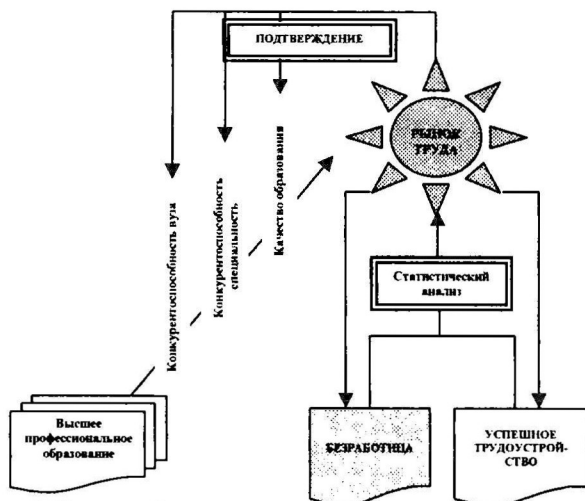 ПОДТВЕРЖДЕНИЕ
РЫНОК
ТРУДА
Конкурентоспособность вуза
Конкурентоспособность
специальность
Качество образования
Статистический
анализ
Высшее
профессиональное
образование
БЕЗРАБОТИЦА
УСПЕШНОЕ
ТРУДОУСТРОЙ-
СТВО